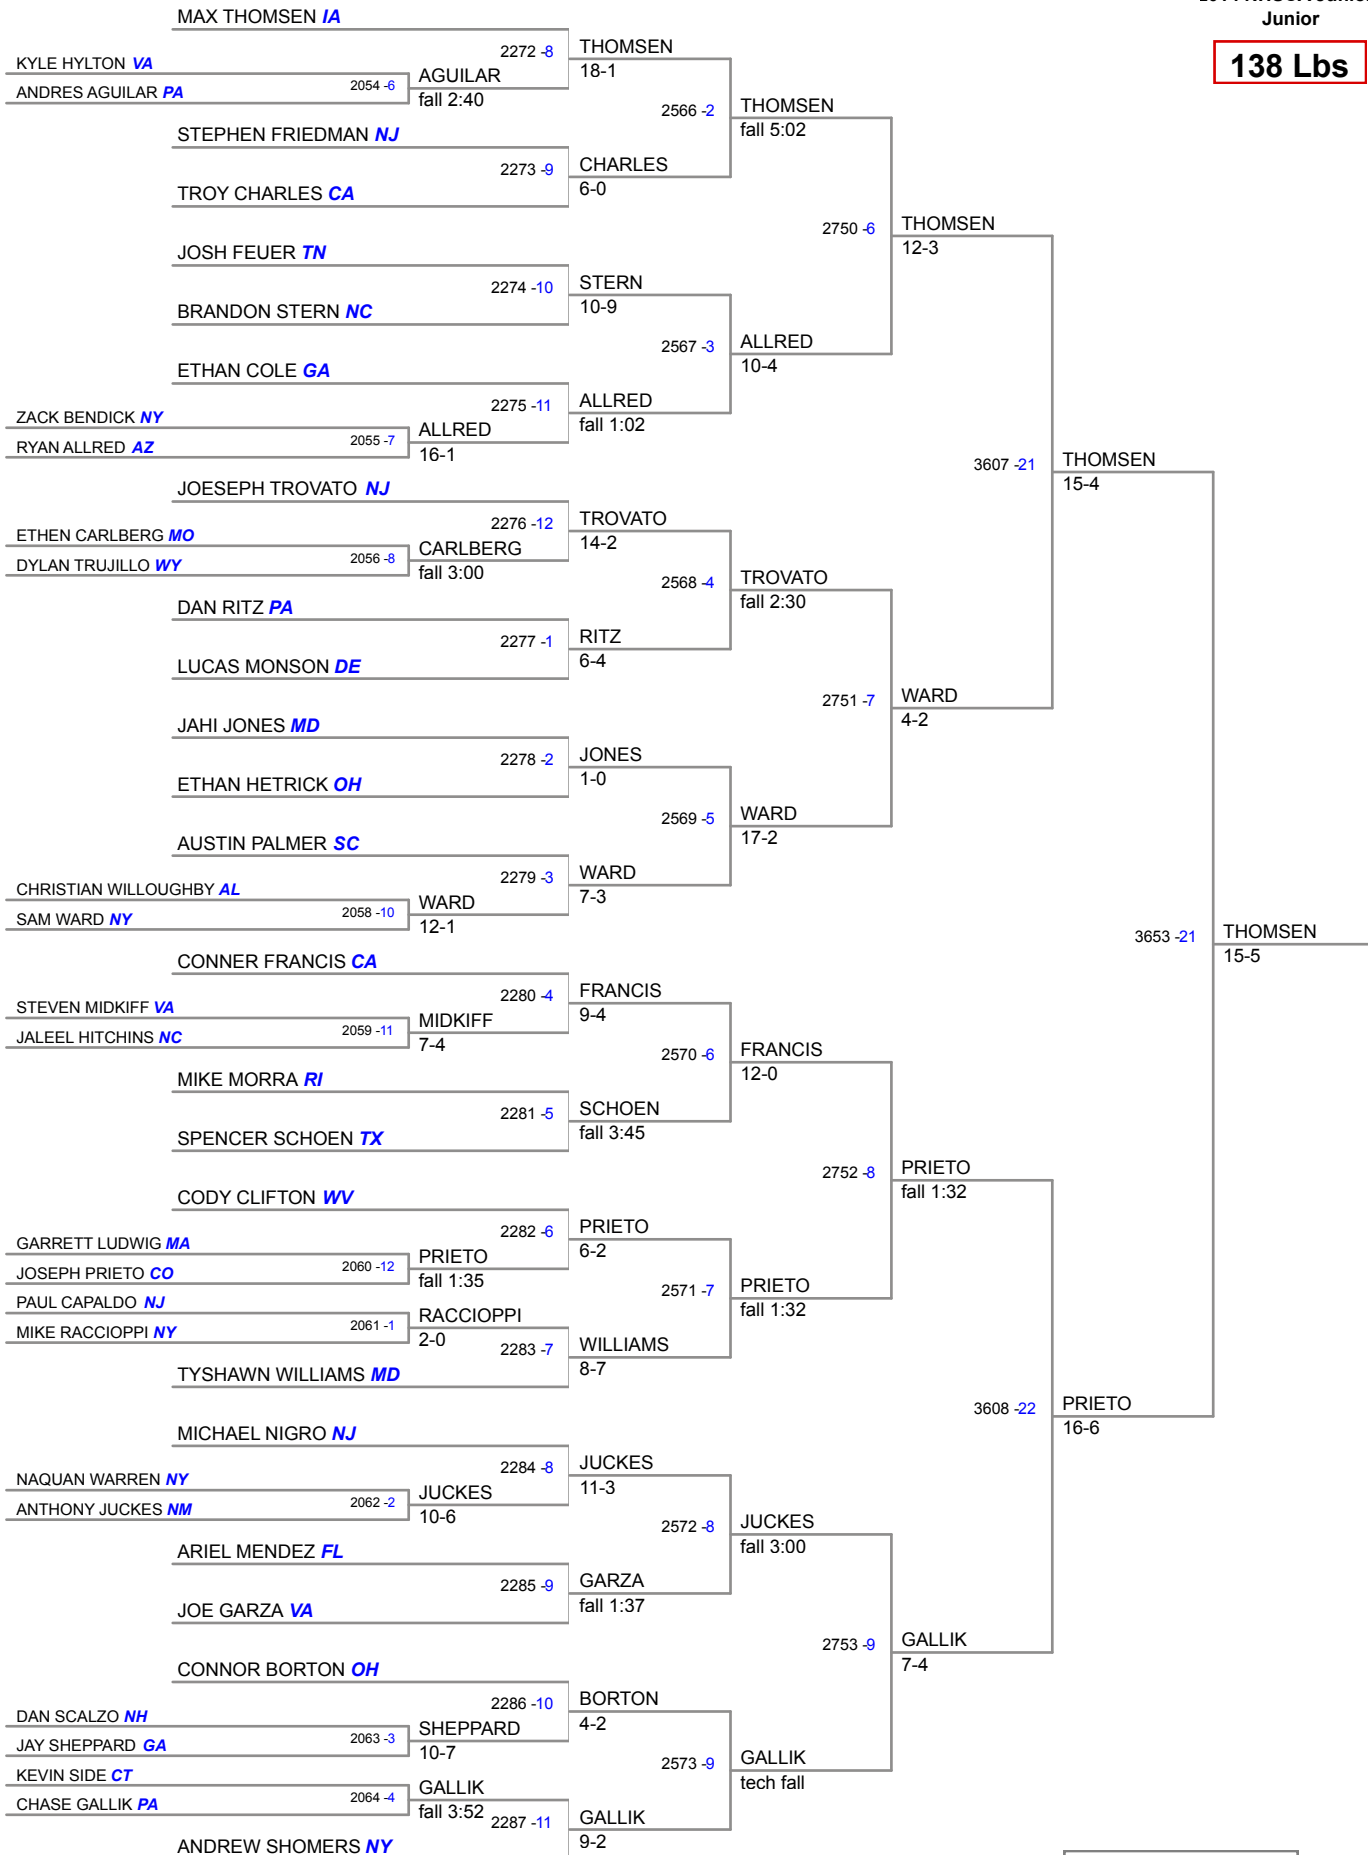 Junior
138 Lbs
MAX THOMSEN IA
2272 -8
THOMSEN
18-1
KYLE HYLTON VA
ANDRES AGUILAR PA
2054 -6
AGUILAR
fall 2:40
2566 -2
THOMSEN
fall 5:02
STEPHEN FRIEDMAN NJ
2273 -9
CHARLES
6-0
TROY CHARLES CA
2750 -6
THOMSEN
12-3
JOSH FEUER TN
2274 -10
STERN
10-9
BRANDON STERN NC
2567 -3
ALLRED
10-4
ETHAN COLE GA
2275 -11
ALLRED
fall 1:02
ZACK BENDICK NY
RYAN ALLRED AZ
2055 -7
ALLRED
16-1
3607 -21
THOMSEN
15-4
JOESEPH TROVATO NJ
2276 -12
TROVATO
14-2
ETHEN CARLBERG MO
DYLAN TRUJILLO WY
2056 -8
CARLBERG
fall 3:00
2568 -4
TROVATO
fall 2:30
DAN RITZ PA
2277 -1
RITZ
6-4
LUCAS MONSON DE
2751 -7
WARD
4-2
JAHI JONES MD
2278 -2
JONES
1-0
ETHAN HETRICK OH
2569 -5
WARD
17-2
AUSTIN PALMER SC
2279 -3
WARD
7-3
CHRISTIAN WILLOUGHBY AL
SAM WARD NY
2058 -10
WARD
12-1
3653 -21
THOMSEN
15-5
CONNER FRANCIS CA
2280 -4
FRANCIS
9-4
STEVEN MIDKIFF VA
JALEEL HITCHINS NC
2059 -11
MIDKIFF
7-4
2570 -6
FRANCIS
12-0
MIKE MORRA RI
2281 -5
SCHOEN
fall 3:45
SPENCER SCHOEN TX
2752 -8
PRIETO
fall 1:32
CODY CLIFTON WV
2282 -6
PRIETO
6-2
GARRETT LUDWIG MA
JOSEPH PRIETO CO
2060 -12
PRIETO
fall 1:35
2571 -7
PRIETO
fall 1:32
PAUL CAPALDO NJ
MIKE RACCIOPPI NY
2061 -1
RACCIOPPI
2-0
2283 -7
WILLIAMS
8-7
TYSHAWN WILLIAMS MD
3608 -22
PRIETO
16-6
MICHAEL NIGRO NJ
2284 -8
JUCKES
11-3
NAQUAN WARREN NY
ANTHONY JUCKES NM
2062 -2
JUCKES
10-6
2572 -8
JUCKES
fall 3:00
ARIEL MENDEZ FL
2285 -9
GARZA
fall 1:37
JOE GARZA VA
2753 -9
GALLIK
7-4
CONNOR BORTON OH
2286 -10
BORTON
4-2
DAN SCALZO NH
JAY SHEPPARD GA
2063 -3
SHEPPARD
10-7
2573 -9
GALLIK
tech fall
KEVIN SIDE CT
CHASE GALLIK PA
2064 -4
GALLIK
fall 3:52
2287 -11
GALLIK
9-2
ANDREW SHOMERS NY